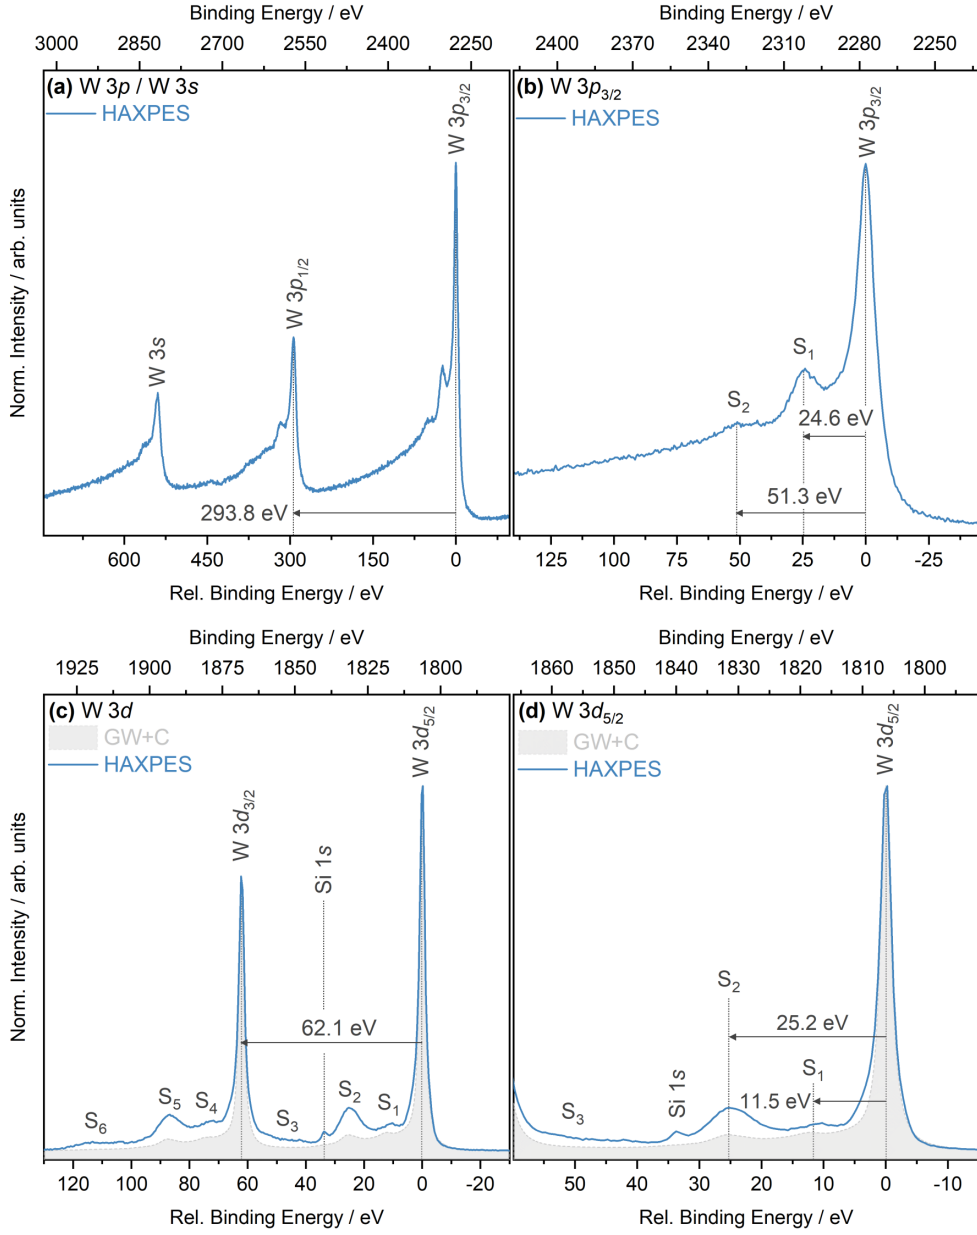 Binding Energy / eV
3000 2850 2700 2550 2400 2250
(a) W 3p / W 3s
HAXPES
W 3s
W 3p1/2
W 3p3/2
293.8 eV
Norm. Intensity / arb. units
600 450 300 150 0
Rel. Binding Energy / eV
Binding Energy / eV
2400 2370 2340 2310 2280 2250
(b) W 3p3/2
HAXPES
W 3p3/2
S1
S2
24.6 eV
51.3 eV
125 100 75 50 25 0 -25
Rel. Binding Energy / eV
Binding Energy / eV
1925 1900 1875 1850 1825 1800
(c) W 3d
GW+C
HAXPES
W 3d5/2
W 3d3/2
Si 1s
62.1 eV
S6 S5 S4 S3 S2 S1
Norm. Intensity / arb. units
120 100 80 60 40 20 0 -20
Rel. Binding Energy / eV
Binding Energy / eV
1860 1850 1840 1830 1820 1810 1800
(d) W 3d5/2
GW+C
HAXPES
W 3d5/2
S2
25.2 eV
S1
Si 1s
11.5 eV
S3
50 40 30 20 10 0 -10
Rel. Binding Energy / eV